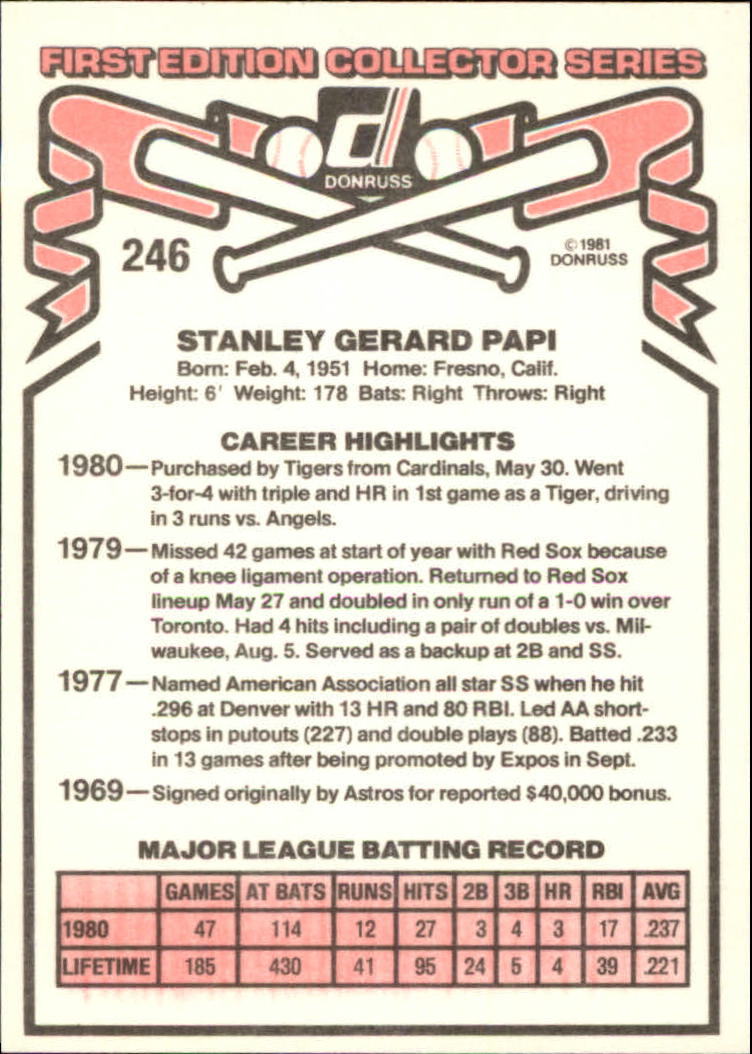 FIRST EDITION COLLECTOR SERIES
DONRUSS
246
© 1981
DONRUSS
STANLEY GERARD PAPI
Born: Feb. 4, 1951 Home: Fresno, Calif.
Height: 6' Weight: 178 Bats: Right Throws: Right
CAREER HIGHLIGHTS
1980—Purchased by Tigers from Cardinals, May 30. Went
3-for-4 with triple and HR in 1st game as a Tiger, driving
in 3 runs vs. Angels.
1979—Missed 42 games at start of year with Red Sox because
of a knee ligament operation. Returned to Red Sox
lineup May 27 and doubled in only run of a 1-0 win over
Toronto. Had 4 hits including a pair of doubles vs. Mil-
waukee, Aug. 5. Served as a backup at 2B and SS.
1977—Named American Association all star SS when he hit
.296 at Denver with 13 HR and 80 RBI. Led AA short-
stops in putouts (227) and double plays (88). Batted .233
in 13 games after being promoted by Expos in Sept.
1969—Signed originally by Astros for reported $40,000 bonus.
MAJOR LEAGUE BATTING RECORD
GAMES AT BATS RUNS HITS 2B 3B HR RBI AVG
1980 47 114 12 27 3 4 3 17 .237
LIFETIME 185 430 41 95 24 5 4 39 .221